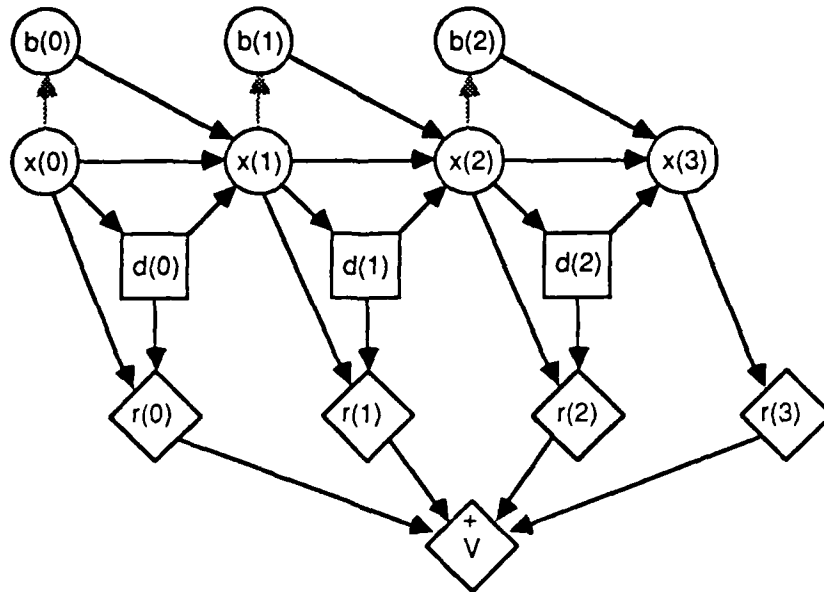 b(0) b(1) b(2)
x(0) x(1) x(2) x(3)
d(0) d(1) d(2)
r(0) r(1) r(2) r(3)
+
V